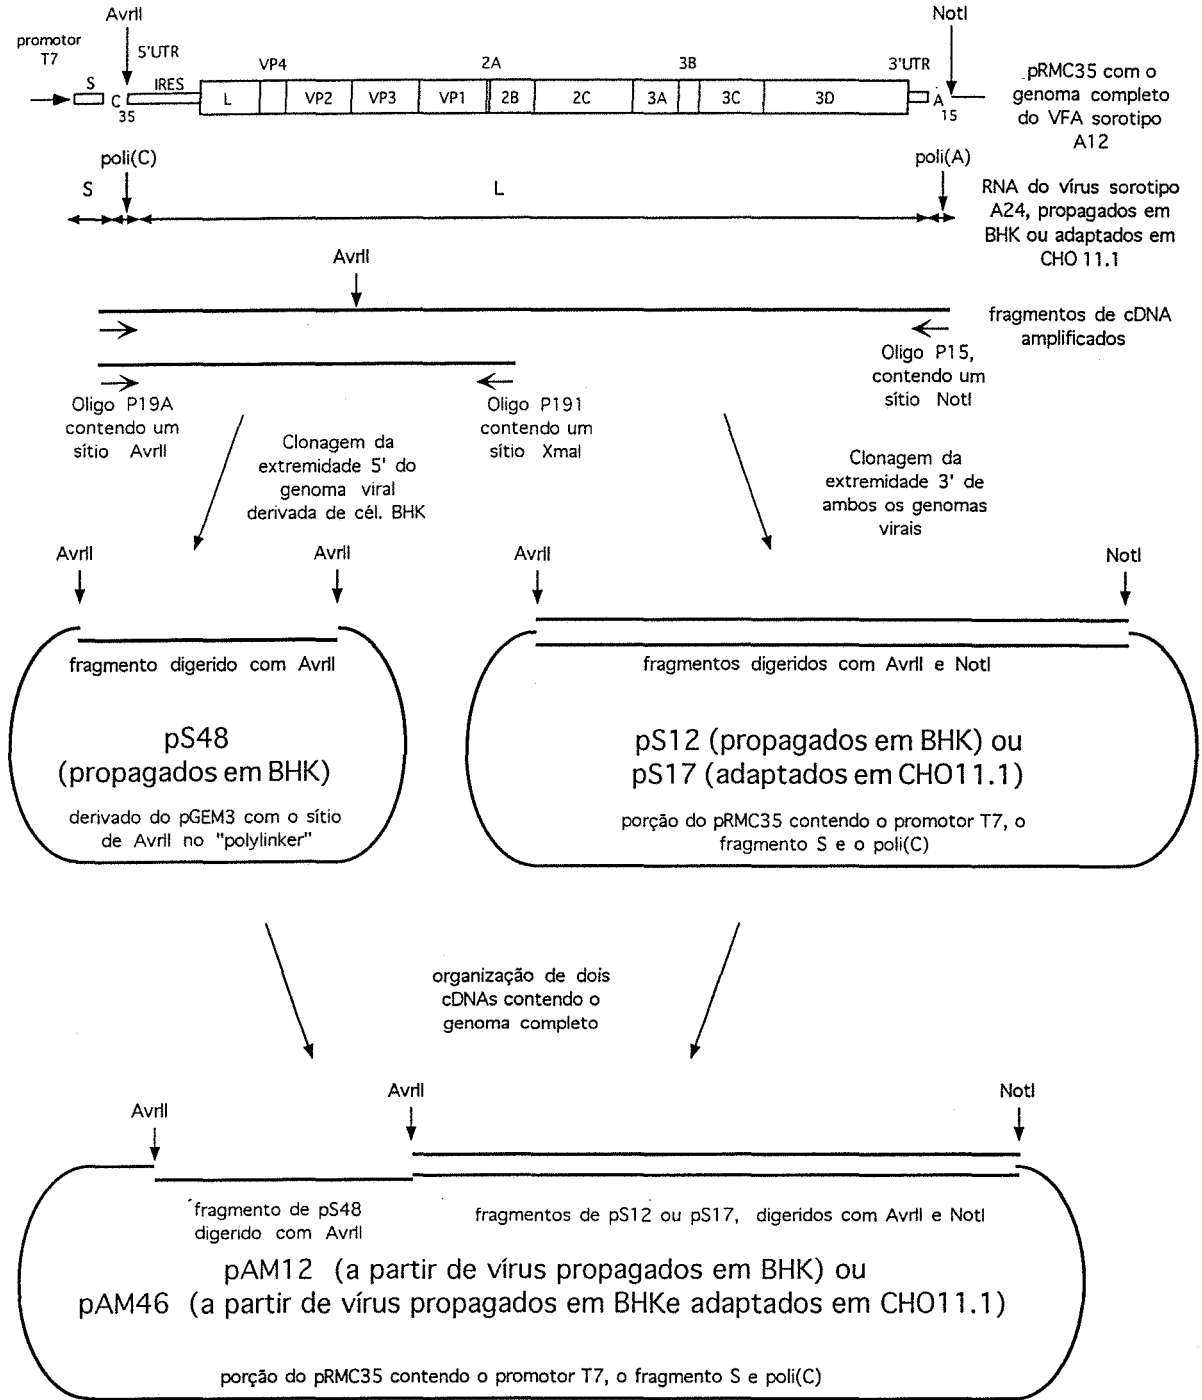 AvrII
NotI
promotor
T7
5'UTR
VP4
2A
3B
3'UTR
S
C
35
IRES
L
VP2
VP3
VP1
2B
2C
3A
3C
3D
A
15
pRMC35 com o
genoma completo
do VFA sorotipo
A12
poli(C)
poli(A)
S
L
RNA do vírus sorotipo
A24, propagados em
BHK ou adaptados em
CHO 11.1
AvrII
fragmentos de cDNA
amplificados
Oligo P15,
contendo um
sítio NotI
Oligo P19A
contendo um
sítio AvrII
Oligo P191
contendo um
sítio XmaI
Clonagem da
extremidade 5' do
genoma viral
derivada de cél. BHK
Clonagem da
extremidade 3' de
ambos os genomas
virais
AvrII
AvrII
AvrII
NotI
fragmento digerido com AvrII
fragmentos digeridos com AvrII e NotI
pS48
(propagados em BHK)
derivado do pGEM3 com o sítio
de AvrII no "polylinker"
pS12 (propagados em BHK) ou
pS17 (adaptados em CHO11.1)
porção do pRMC35 contendo o promotor T7, o
fragmento S e o poli(C)
organização de dois
cDNAs contendo o
genoma completo
AvrII
AvrII
NotI
fragmento de pS48
digerido com AvrII
fragmentos de pS12 ou pS17, digeridos com AvrII e NotI
pAM12 (a partir de vírus propagados em BHK) ou
pAM46 (a partir de vírus propagados em BHKe adaptados em CHO11.1)
porção do pRMC35 contendo o promotor T7, o fragmento S e poli(C)